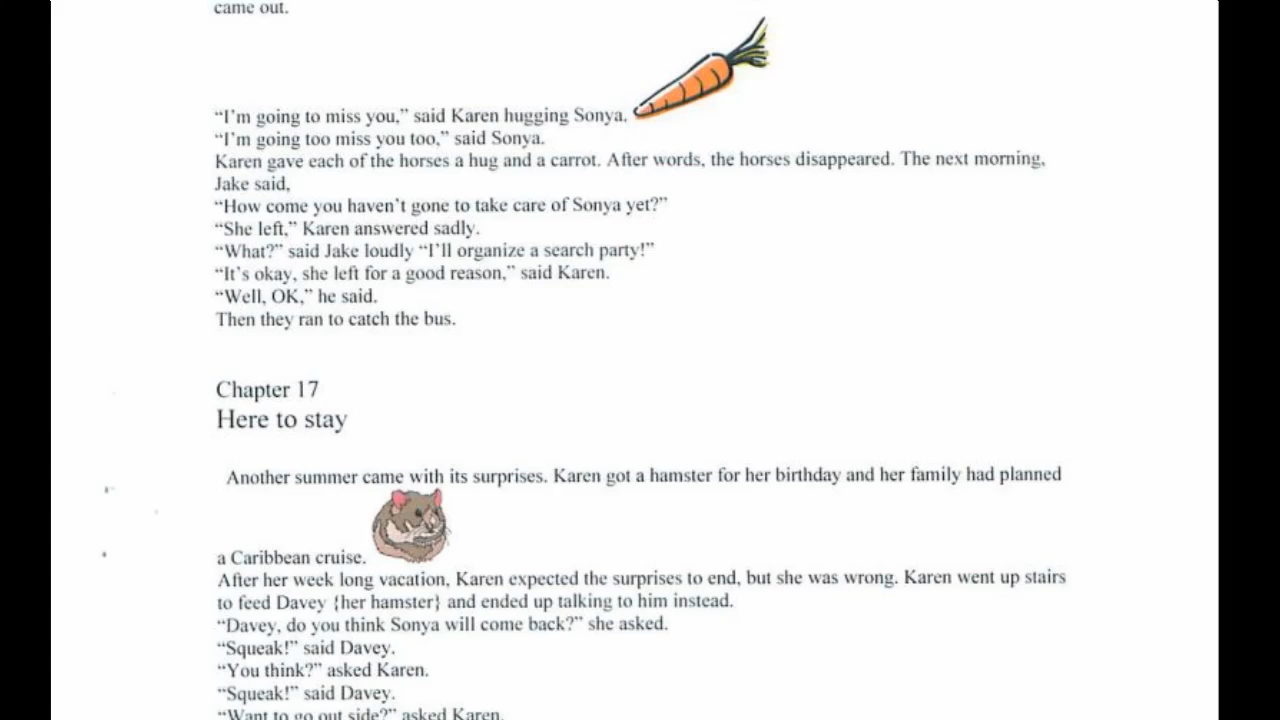 came out.
“I’m going to miss you,” said Karen hugging Sonya.
“I’m going too miss you too,” said Sonya.
Karen gave each of the horses a hug and a carrot. After words, the horses disappeared. The next morning,
Jake said,
“How come you haven’t gone to take care of Sonya yet?”
“She left,” Karen answered sadly.
“What?” said Jake loudly “I’ll organize a search party!”
“It’s okay, she left for a good reason,” said Karen.
“Well, OK,” he said.
Then they ran to catch the bus.
Chapter 17
Here to stay
Another summer came with its surprises. Karen got a hamster for her birthday and her family had planned
a Caribbean cruise.
After her week long vacation, Karen expected the surprises to end, but she was wrong. Karen went up stairs
to feed Davey {her hamster} and ended up talking to him instead.
“Davey, do you think Sonya will come back?” she asked.
“Squeak!” said Davey.
“You think?” asked Karen.
“Squeak!” said Davey.
“Want to go out side?” asked Karen.